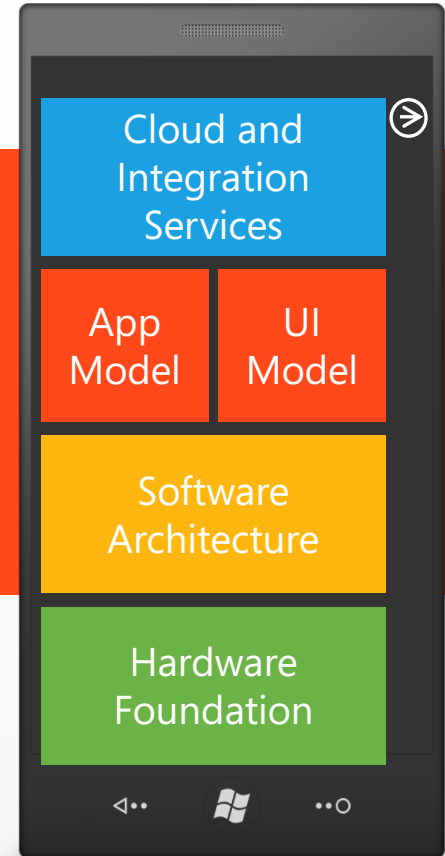 Cloud and
Integration
Services
App
Model
UI
Model
Software
Architecture
Hardware
Foundation